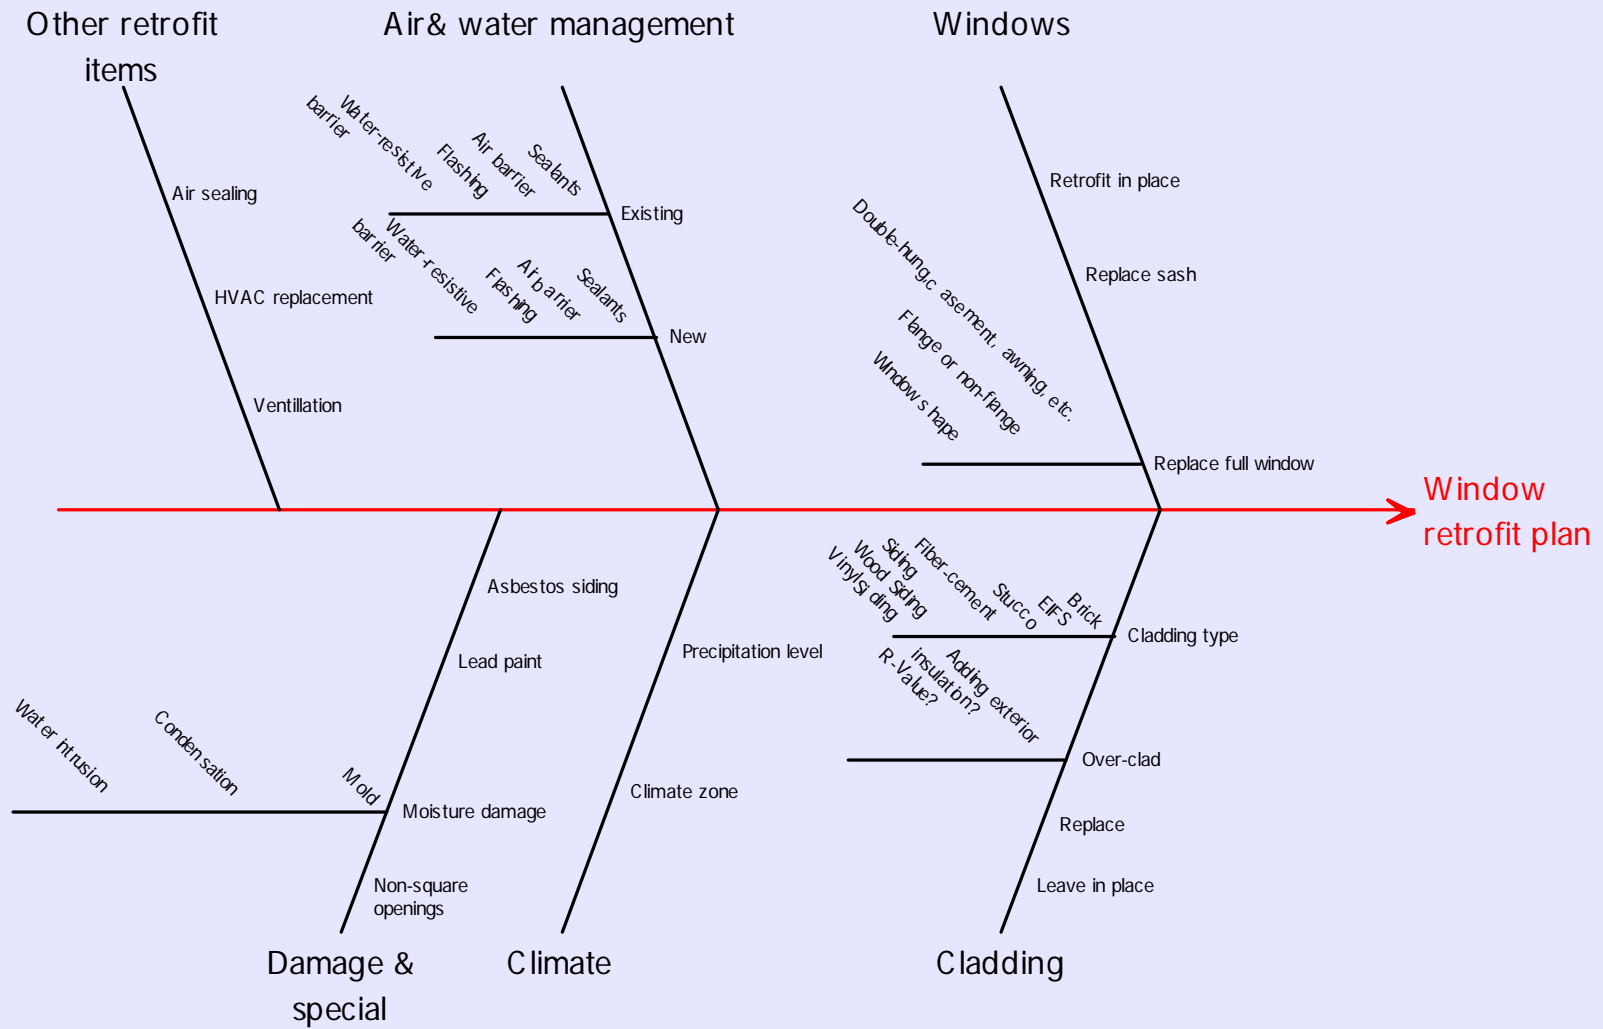 Other retrofit
items
Air& water management
Windows
Air sealing
HVAC replacement
Ventillation
Water-resistive
barrier
Flashing
Air barrier
Sealants
Existing
Water-resistive
barrier
Flashing
Air barrier
Sealants
New
Retrofit in place
Replace sash
Double-hung,c asement, awning, etc.
Flange or non-flange
Window shape
Replace full window
Window
retrofit plan
Asbestos siding
Lead paint
Water intrusion
Condensation
Mold
Moisture damage
Non-square
openings
Damage &
special
Precipitation level
Climate zone
Climate
Fiber-cement
Siding
Wood Siding
Vinyl Siding
Stucco
EIFS
Brick
Cladding type
Adding exterior
insulation?
R-Value?
Over-clad
Replace
Leave in place
Cladding